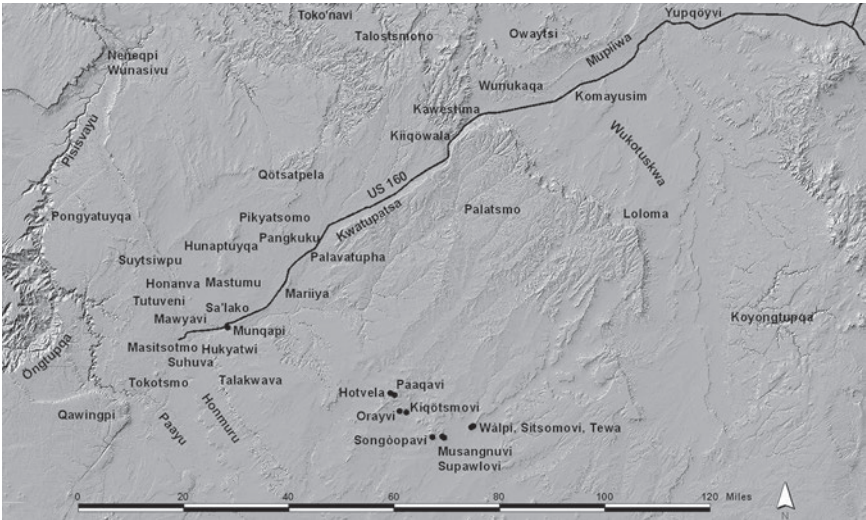 Toko'navi
Yupqöyvi
Talostsmono
Owaytsi
Neneqpi
Wunasivu
Mupiiwa
Wunukaqa
Komayusim
Kawestima
Kiiqöwala
Pisisvayu
Wukotuskwa
Qötsatpela
US 160
Pongyatuyqa
Pikyatsomo
Kwatupatsa
Palatsmo
Loloma
Pangkuku
Hunaptuyqa
Suytsiwpu
Palavatupha
Honanva
Mastumu
Mariiya
Tutuveni
Sa'lako
Mawyavi
Munqapi
Koyongtupqa
Öngtupqa
Masitsotmo
Hukyatwi
Suhuva
Tokotsmo
Talakwava
Paaqavi
Hotvela
Qawingpi
Paayu
Honmuru
Orayvi
Kiqötsmovi
Wàlpi, Sitsomovi, Tewa
Songòopavi
Musangnuvi
Supawlovi
0 20 40 60 80 100 120 Miles
N